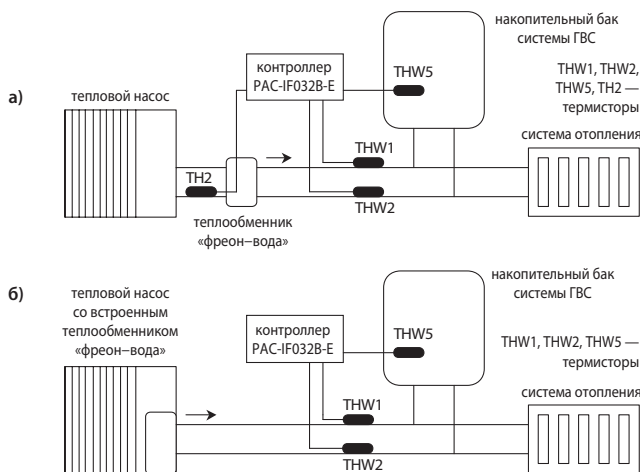 а)
тепловой насос
контроллер
PAC-IF032B-E
THW5
накопительный бак
системы ГВС
THW1, THW2,
THW5, TH2 —
термисторы
система отопления
TH2
THW1
THW2
теплообменник
«фреон–вода»
б)
тепловой насос
со встроенным
теплообменником
«фреон–вода»
контроллер
PAC-IF032B-E
THW5
накопительный бак
системы ГВС
THW1, THW2, THW5 —
термисторы
система отопления
THW1
THW2